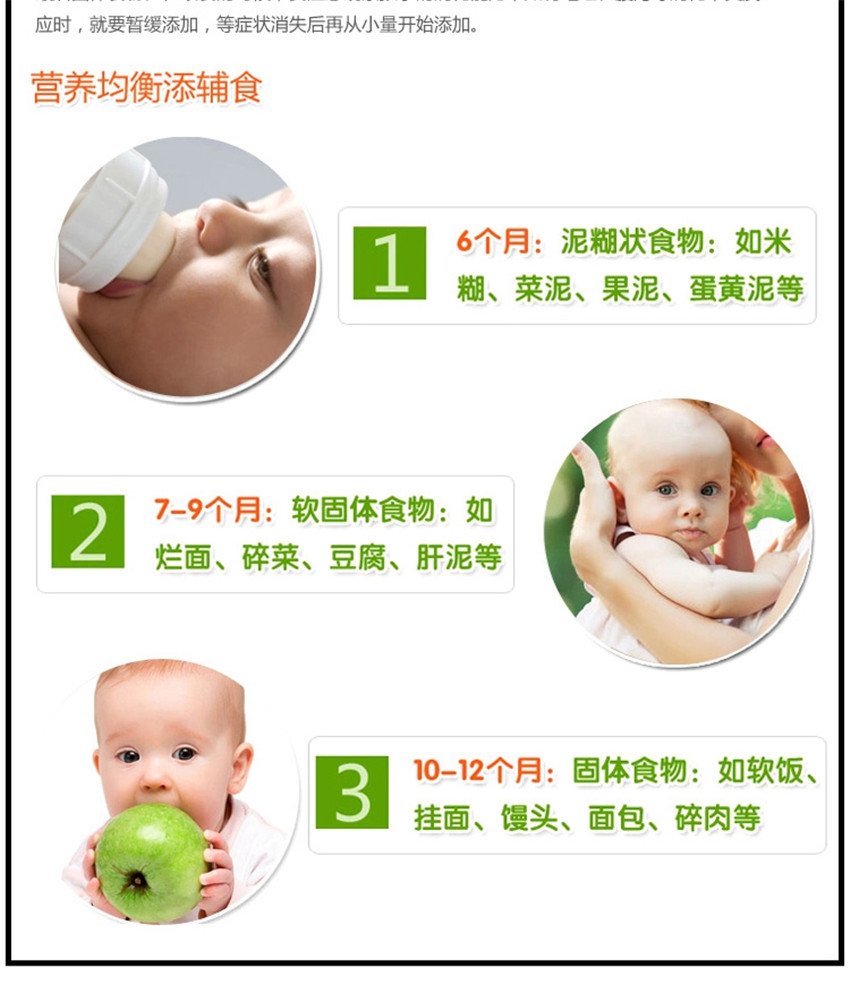 应时，就要暂缓添加，等症状消失后再从小量开始添加。
营养均衡添辅食
1
6个月：泥糊状食物：如米
糊、菜泥、果泥、蛋黄泥等
2
7-9个月：软固体食物：如
烂面、碎菜、豆腐、肝泥等
3
10-12个月：固体食物：如软饭、
挂面、馒头、面包、碎肉等